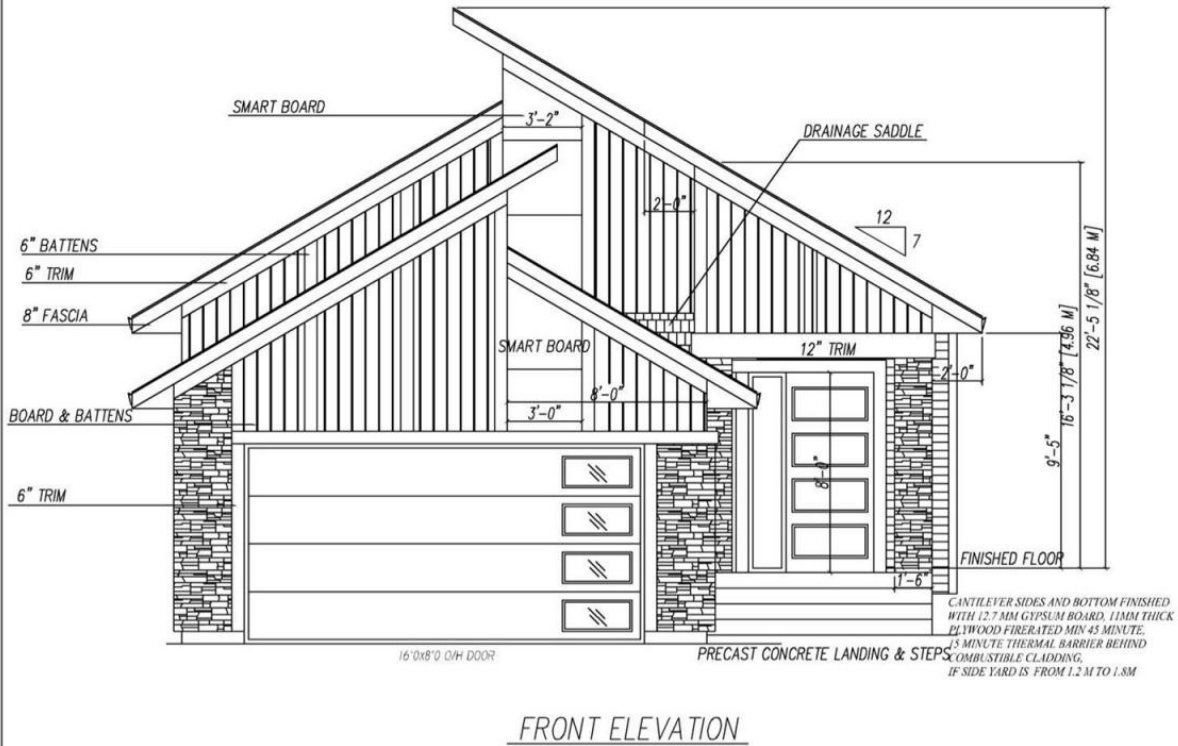 SMART BOARD
3'-2"
DRAINAGE SADDLE
2'-0"
12
7
6" BATTENS
6" TRIM
8" FASCIA
22'-5 1/8" [6.84 M]
16'-3 1/8" [4.96 M]
9'-5"
SMART BOARD
12" TRIM
2'-0"
8'-0"
3'-0"
BOARD & BATTENS
8'-0"
6" TRIM
FINISHED FLOOR
1'-6"
CANTILEVER SIDES AND BOTTOM FINISHED
WITH 12.7 MM GYPSUM BOARD, 11MM THICK
PLYWOOD FIRERATED MIN 45 MINUTE,
15 MINUTE THERMAL BARRIER BEHIND
COMBUSTIBLE CLADDING,
IF SIDE YARD IS FROM 1.2 M TO 1.8M
16'0x8'0 O/H DOOR
PRECAST CONCRETE LANDING & STEPS
FRONT ELEVATION